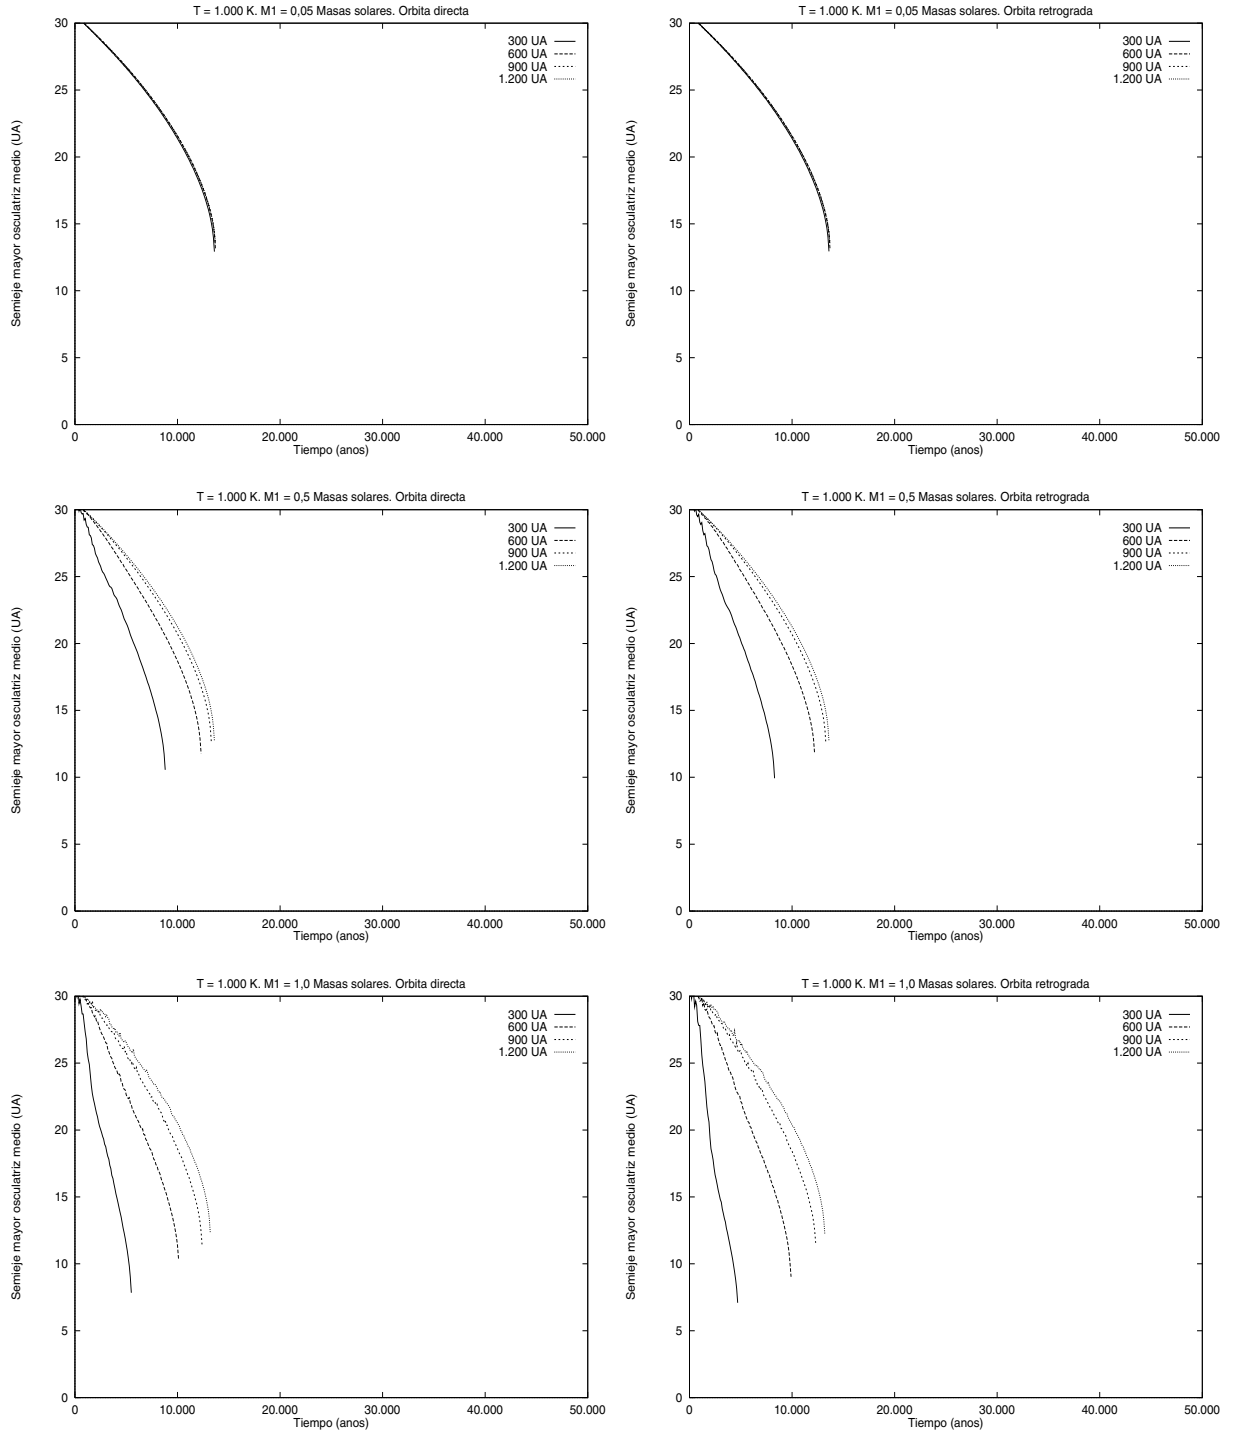 T = 1.000 K. M1 = 0,05 Masas solares. Orbita directa
Semieje mayor osculatriz medio (UA)
30
25
20
15
10
5
0
300 UA
600 UA
900 UA
1.200 UA
0 10.000 20.000 30.000 40.000 50.000
Tiempo (anos)
T = 1.000 K. M1 = 0,05 Masas solares. Orbita retrograda
Semieje mayor osculatriz medio (UA)
30
25
20
15
10
5
0
300 UA
600 UA
900 UA
1.200 UA
0 10.000 20.000 30.000 40.000 50.000
Tiempo (anos)
T = 1.000 K. M1 = 0,5 Masas solares. Orbita directa
Semieje mayor osculatriz medio (UA)
30
25
20
15
10
5
0
300 UA
600 UA
900 UA
1.200 UA
0 10.000 20.000 30.000 40.000 50.000
Tiempo (anos)
T = 1.000 K. M1 = 0,5 Masas solares. Orbita retrograda
Semieje mayor osculatriz medio (UA)
30
25
20
15
10
5
0
300 UA
600 UA
900 UA
1.200 UA
0 10.000 20.000 30.000 40.000 50.000
Tiempo (anos)
T = 1.000 K. M1 = 1,0 Masas solares. Orbita directa
Semieje mayor osculatriz medio (UA)
30
25
20
15
10
5
0
300 UA
600 UA
900 UA
1.200 UA
0 10.000 20.000 30.000 40.000 50.000
Tiempo (anos)
T = 1.000 K. M1 = 1,0 Masas solares. Orbita retrograda
Semieje mayor osculatriz medio (UA)
30
25
20
15
10
5
0
300 UA
600 UA
900 UA
1.200 UA
0 10.000 20.000 30.000 40.000 50.000
Tiempo (anos)